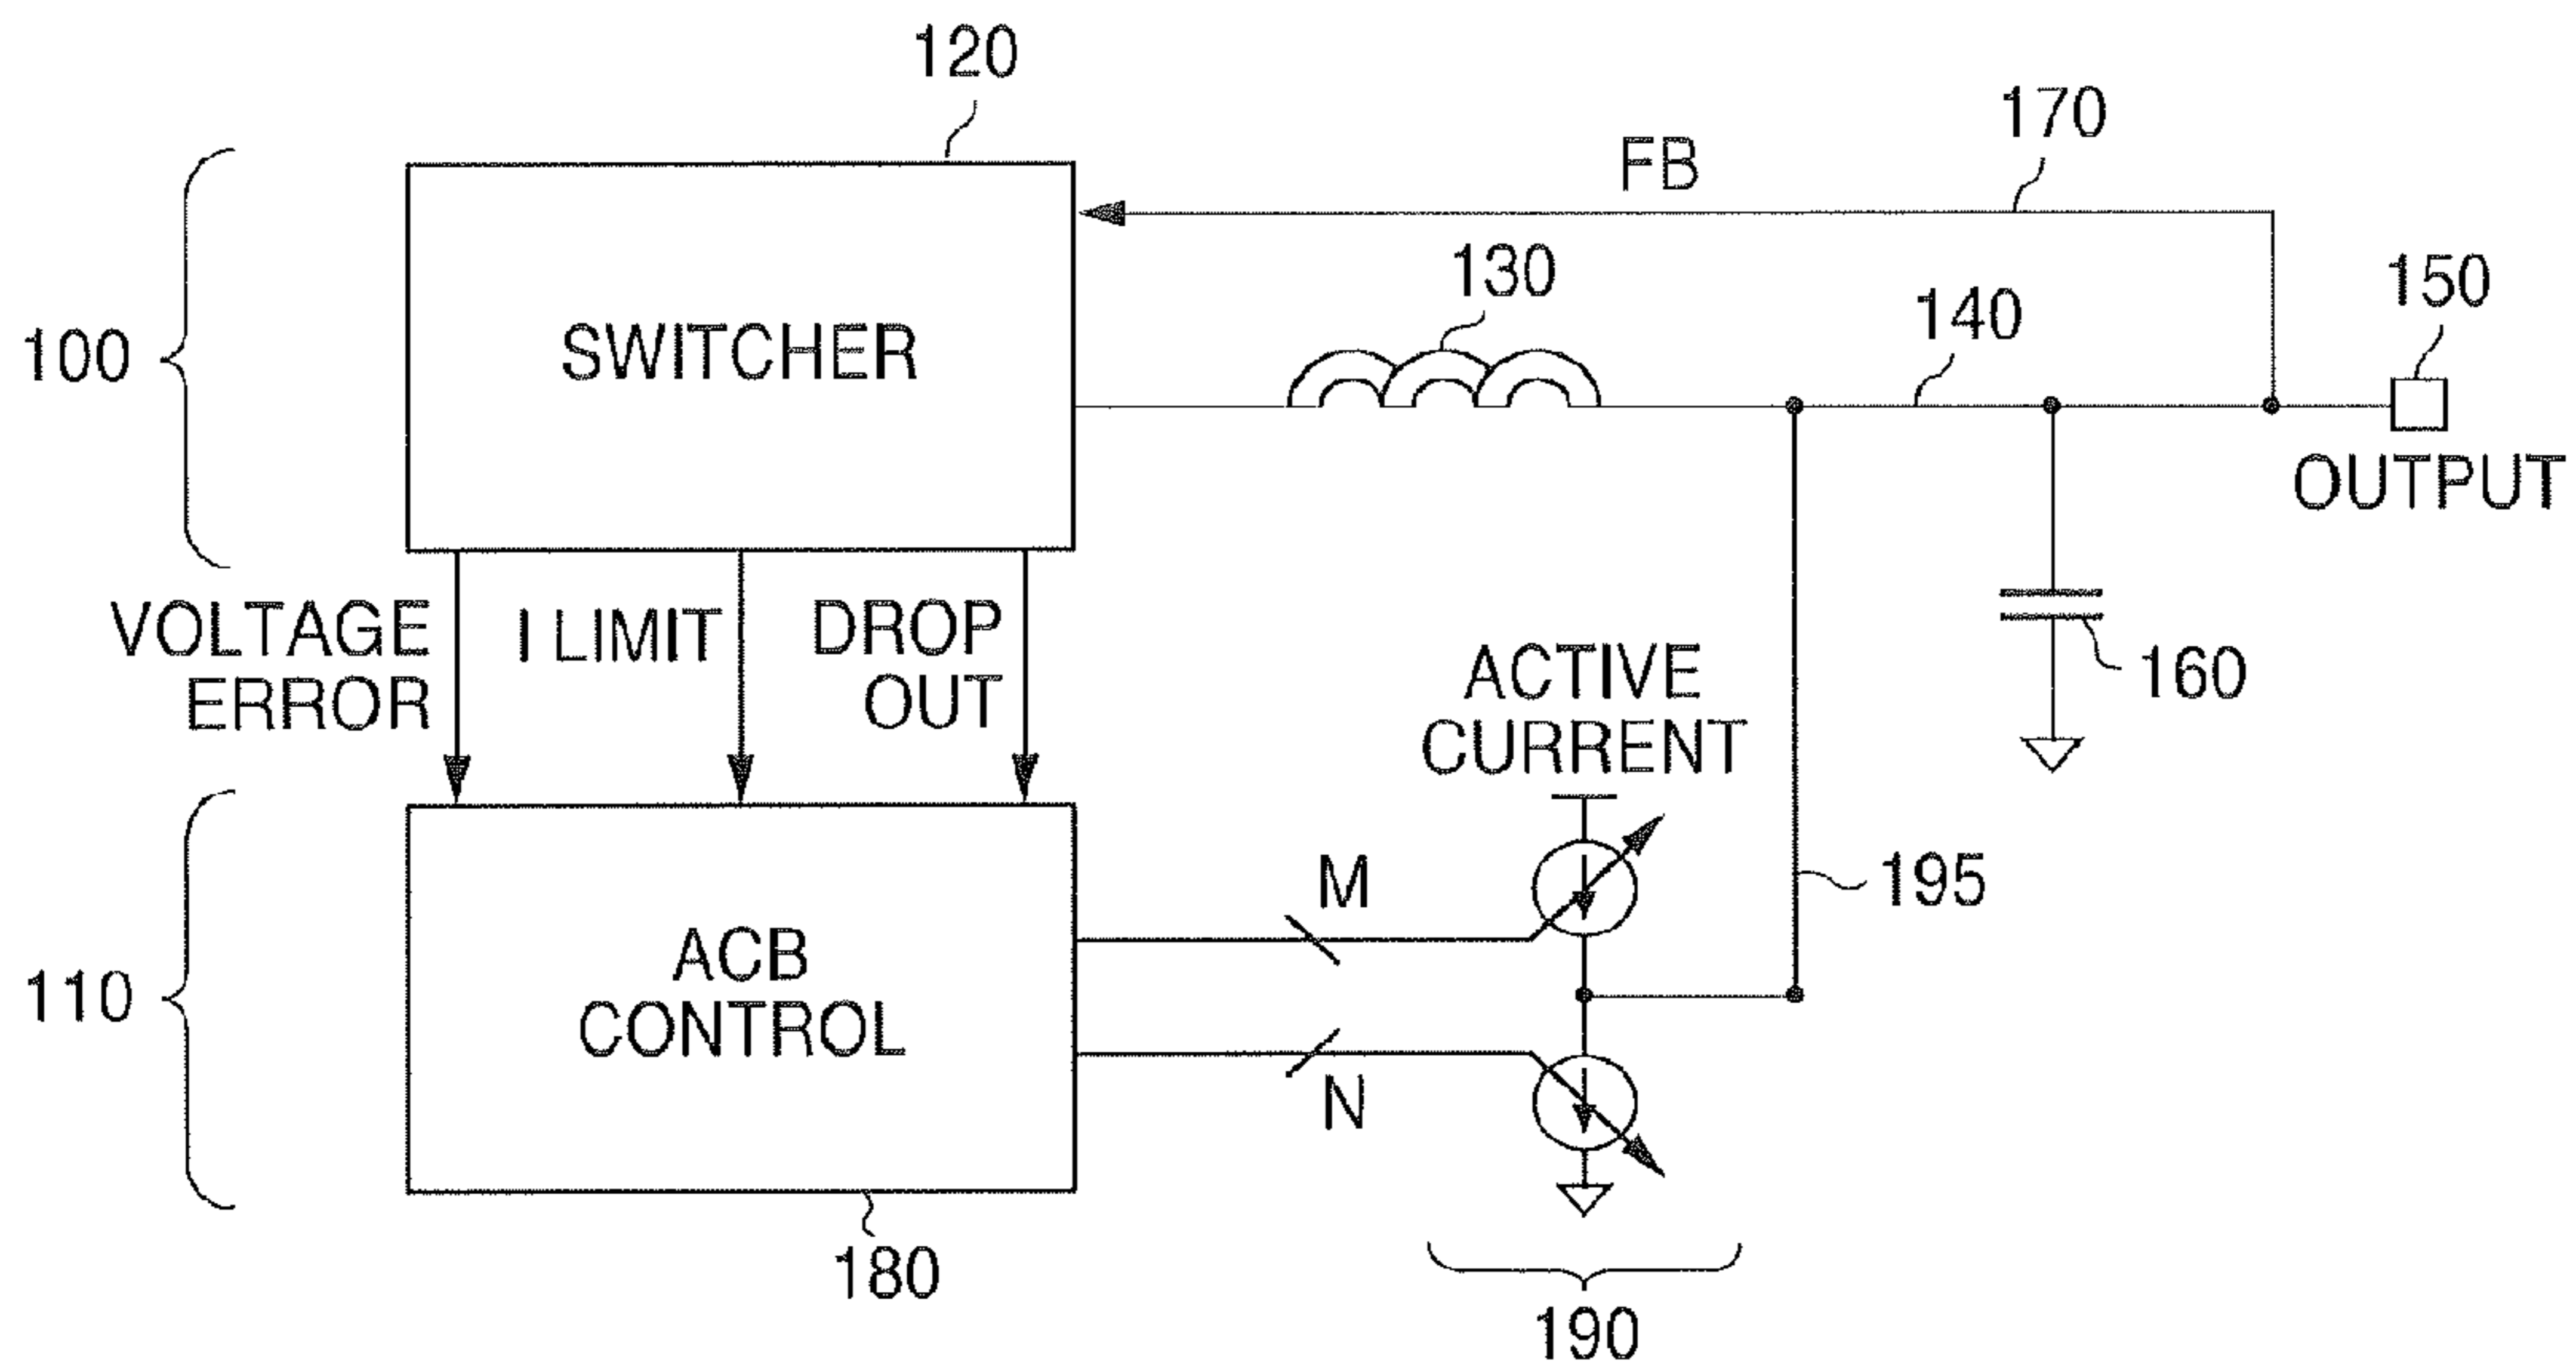 120
170
FB
130
150
140
100
SWITCHER
OUTPUT
VOLTAGE
ERROR
I LIMIT
DROP
OUT
ACTIVE
CURRENT
160
M
195
ACB
CONTROL
110
N
180
190